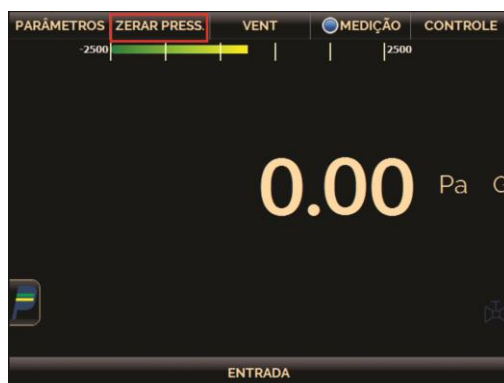 PARÂMETROS ZERAR PRESS. VENT MEDIÇÃO CONTROLE
-2500 2500
0.00 Pa G
ENTRADA